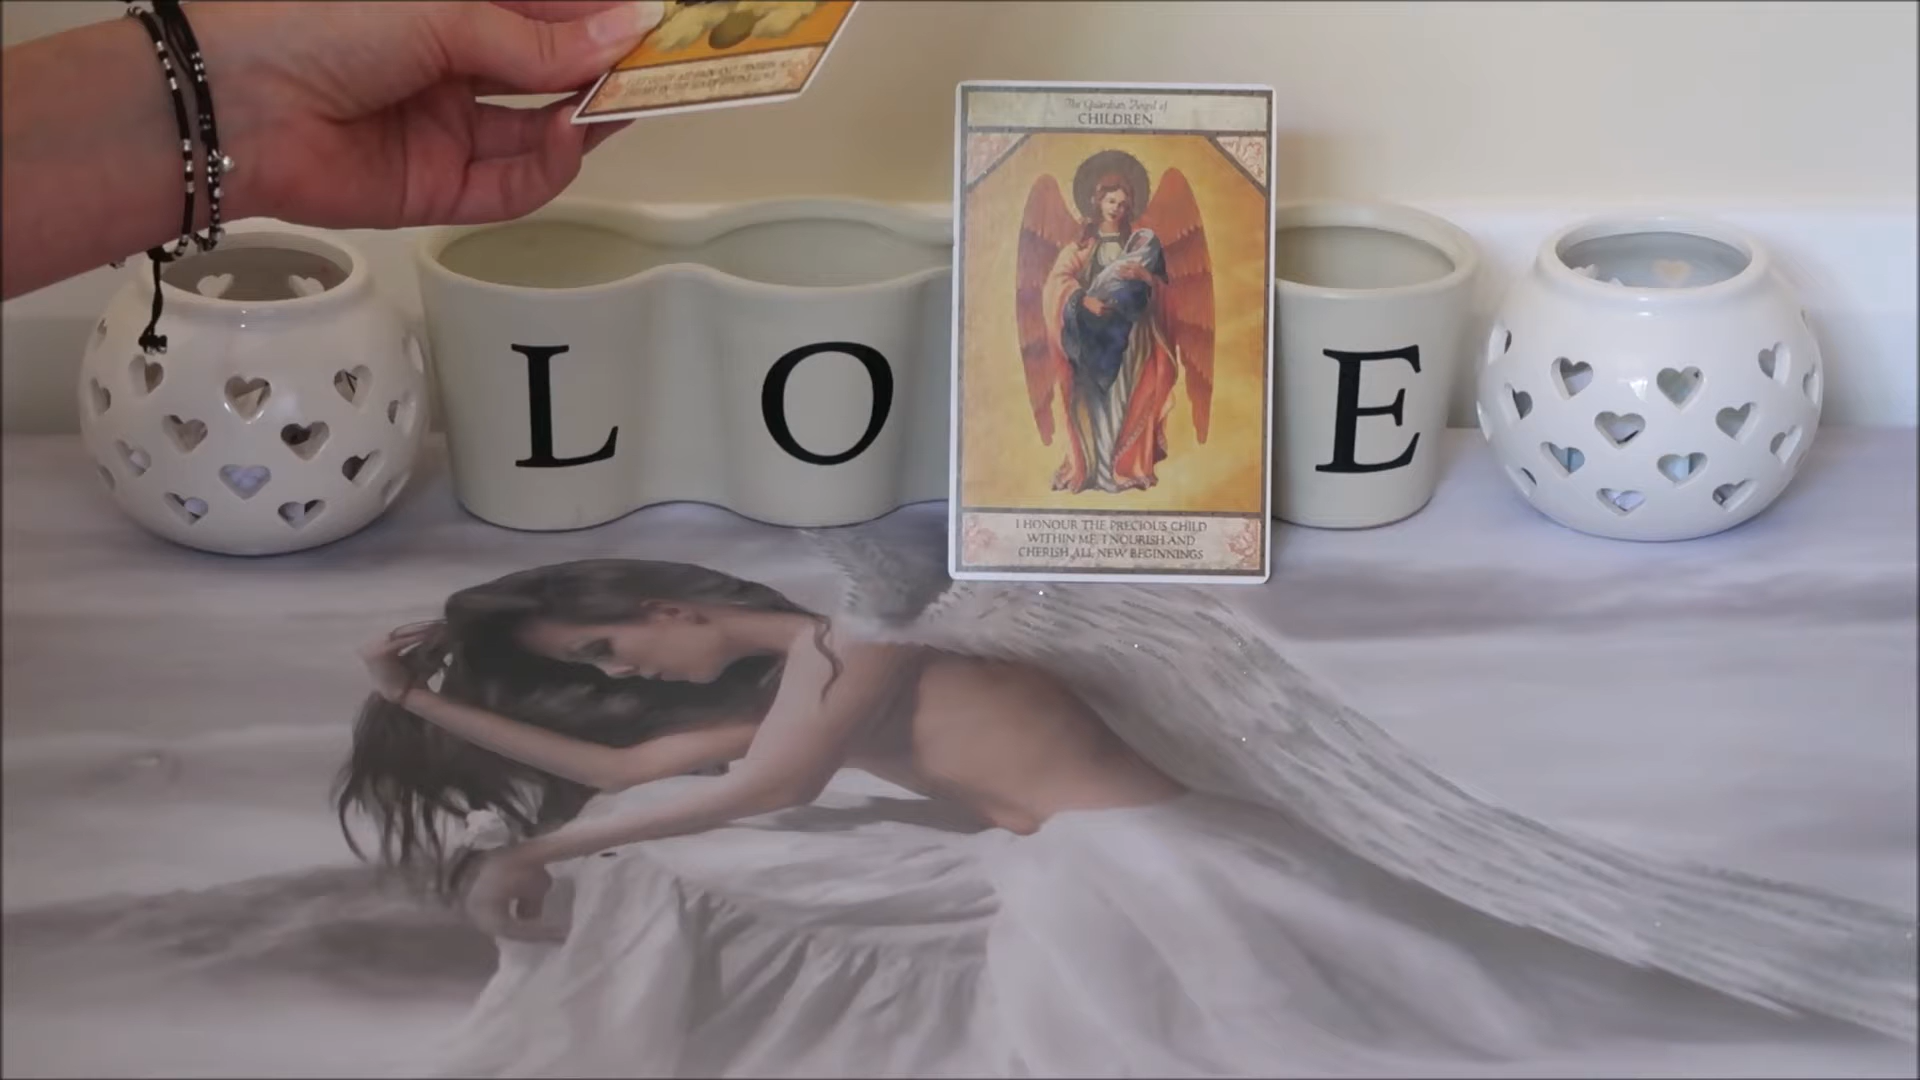 The Guardian Angel of
CHILDREN
L O E
I HONOUR THE PRECIOUS CHILD
WITHIN ME. I NOURISH AND
CHERISH ALL NEW BEGINNINGS